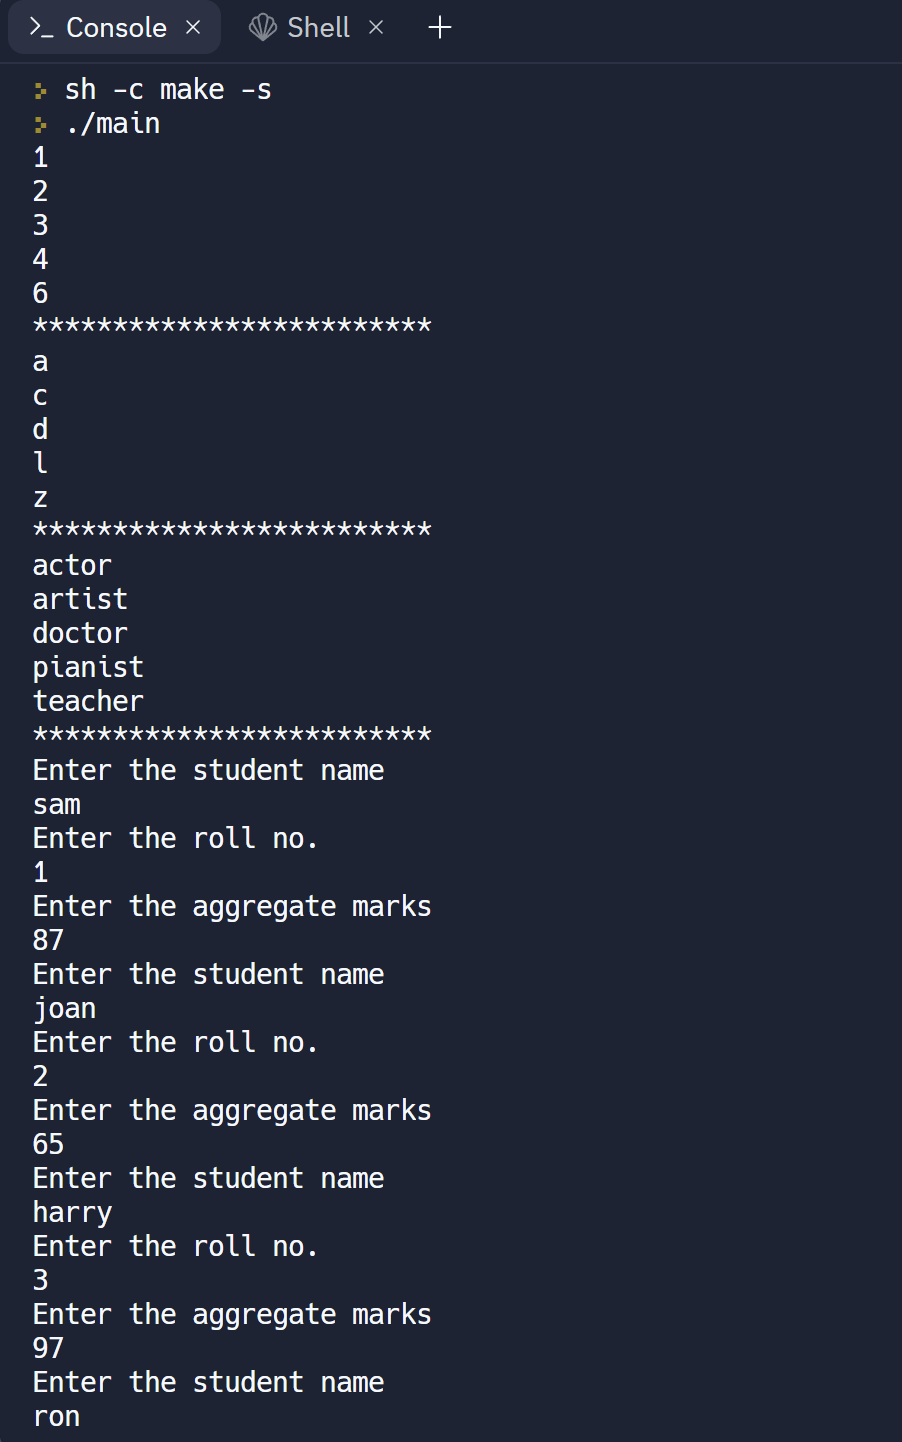 Console Shell
sh -c make -s
./main
1
2
3
4
6
*************************
a
c
d
l
z
*************************
actor
artist
doctor
pianist
teacher
*************************
Enter the student name
sam
Enter the roll no.
1
Enter the aggregate marks
87
Enter the student name
joan
Enter the roll no.
2
Enter the aggregate marks
65
Enter the student name
harry
Enter the roll no.
3
Enter the aggregate marks
97
Enter the student name
ron